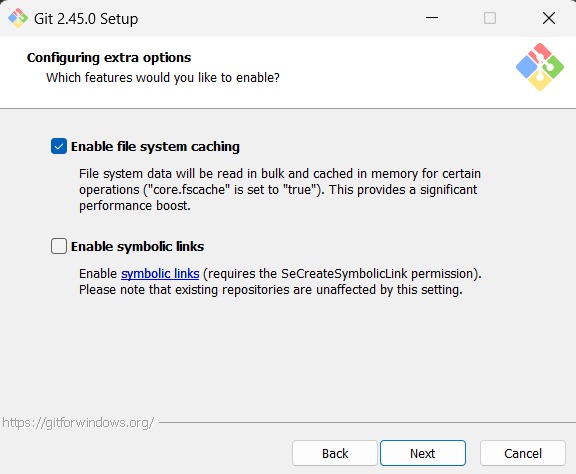 Git 2.45.0 Setup
Configuring extra options
Which features would you like to enable?
Enable file system caching
File system data will be read in bulk and cached in memory for certain
operations ("core.fscache" is set to "true"). This provides a significant
performance boost.
Enable symbolic links
Enable symbolic links (requires the SeCreateSymbolicLink permission).
Please note that existing repositories are unaffected by this setting.
https://gitforwindows.org/
Back Next Cancel